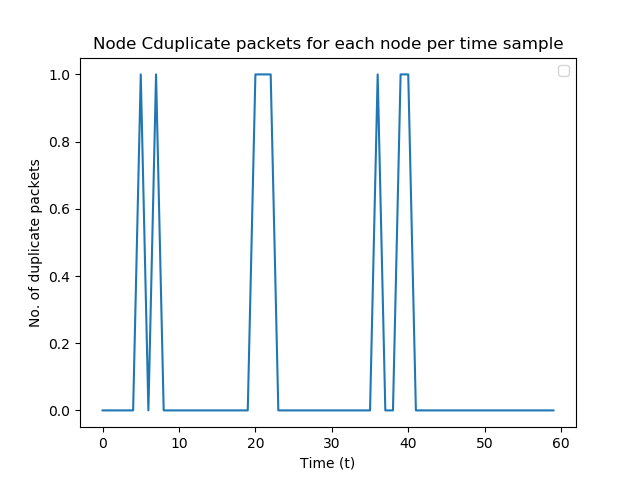 Node Cduplicate packets for each node per time sample
1.0
0.8
0.6
0.4
0.2
0.0
No. of duplicate packets
0 10 20 30 40 50 60
Time (t)